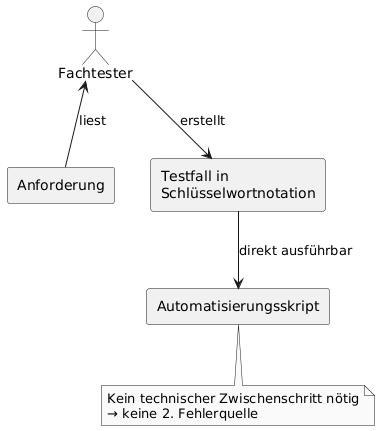 Fachtester
liest
erstellt
Anforderung
Testfall in
Schlüsselwortnotation
direkt ausführbar
Automatisierungsskript
Kein technischer Zwischenschritt nötig
→ keine 2. Fehlerquelle